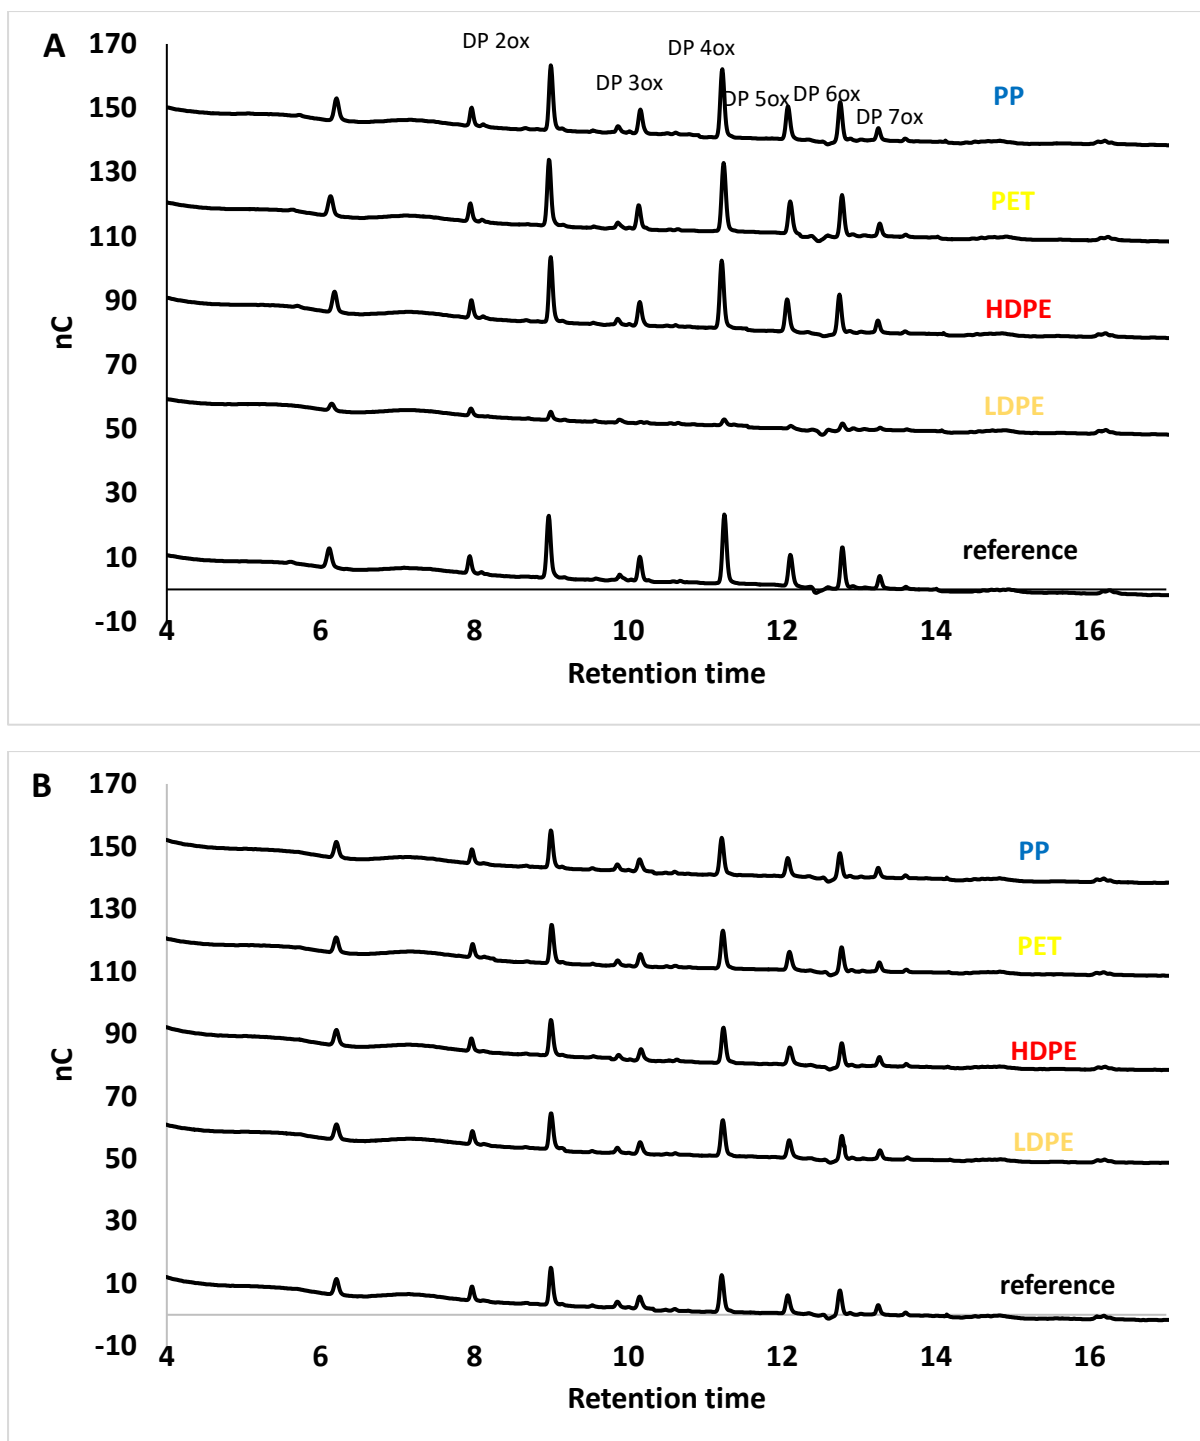 A
170
DP 2ox
DP 4ox
DP 3ox
DP 5ox
DP 6ox
DP 7ox
PP
150
130
PET
110
HDPE
90
nC
70
LDPE
50
30
reference
10
-10
4 6 8 10 12 14 16
Retention time
B
170
150
PP
130
PET
110
90
HDPE
nC
70
LDPE
50
30
10
reference
-10
4 6 8 10 12 14 16
Retention time